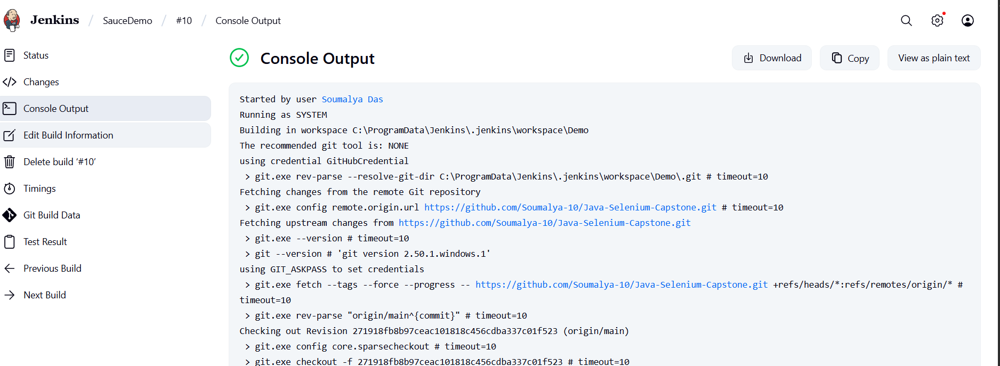 Jenkins / SauceDemo / #10 / Console Output
Status
Changes
Console Output
Edit Build Information
Delete build ‘#10’
Timings
Git Build Data
Test Result
Previous Build
Next Build
Console Output
Download
Copy
View as plain text
Started by user Soumalya Das
Running as SYSTEM
Building in workspace C:\ProgramData\Jenkins\.jenkins\workspace\Demo
The recommended git tool is: NONE
using credential GitHubCredential
> git.exe rev-parse --resolve-git-dir C:\ProgramData\Jenkins\.jenkins\workspace\Demo\.git # timeout=10
Fetching changes from the remote Git repository
> git.exe config remote.origin.url https://github.com/Soumalya-10/Java-Selenium-Capstone.git # timeout=10
Fetching upstream changes from https://github.com/Soumalya-10/Java-Selenium-Capstone.git
> git.exe --version # timeout=10
> git --version # 'git version 2.50.1.windows.1'
using GIT_ASKPASS to set credentials
> git.exe fetch --tags --force --progress -- https://github.com/Soumalya-10/Java-Selenium-Capstone.git +refs/heads/*:refs/remotes/origin/* #
timeout=10
> git.exe rev-parse "origin/main^{commit}" # timeout=10
Checking out Revision 271918fb8b97ceac101818c456cdba337c01f523 (origin/main)
> git.exe config core.sparsecheckout # timeout=10
> git.exe checkout -f 271918fb8b97ceac101818c456cdba337c01f523 # timeout=10